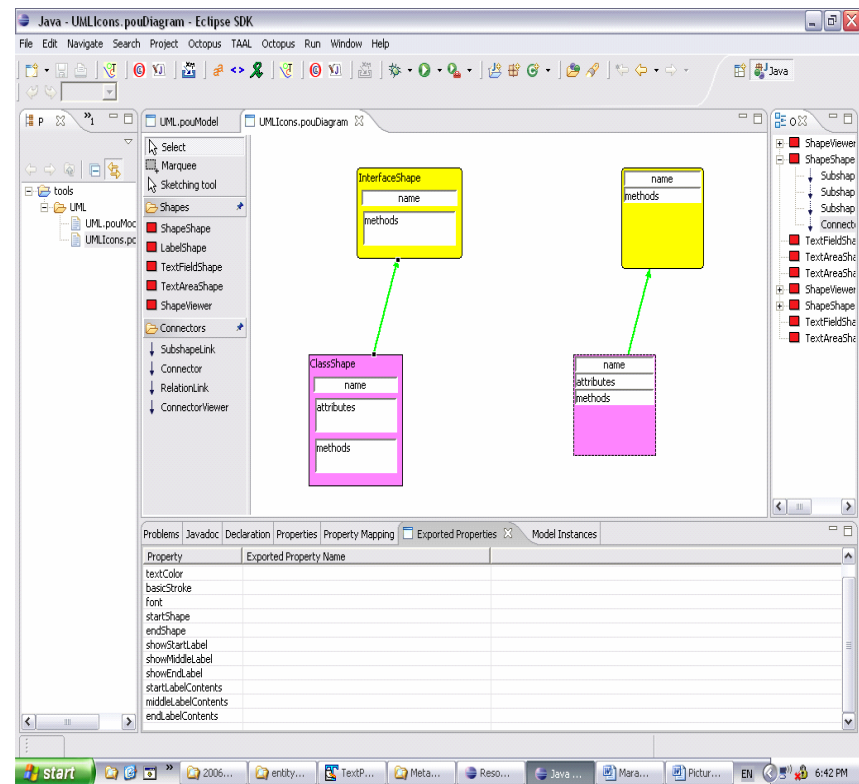 Java - UMLIcons.pouDiagram - Eclipse SDK
File Edit Navigate Search Project Octopus TAAL Octopus Run Window Help
Java
P
»1
UML.pouModel
UMLIcons.pouDiagram
tools
UML
UML.pouMoc
UMLIcons.pc
Select
Marquee
Sketching tool
Shapes
ShapeShape
LabelShape
TextFieldShape
TextAreaShape
ShapeViewer
Connectors
SubshapeLink
Connector
RelationLink
ConnectorViewer
InterfaceShape
name
methods
name
methods
ClassShape
name
attributes
methods
name
attributes
methods
ShapeViewer
ShapeShape
Subshap
Subshap
Subshap
Connect
TextFieldSha
TextAreaSha
TextAreaSha
ShapeViewer
ShapeShape
TextFieldSha
TextAreaSha
Problems Javadoc Declaration Properties Property Mapping Exported Properties Model Instances
Property Exported Property Name
textColor
basicStroke
font
startShape
endShape
showStartLabel
showMiddleLabel
showEndLabel
startLabelContents
middleLabelContents
endLabelContents
start » 2006... entity... TextP... Meta... Reso... Java ... Mara... Pictur... EN 6:42 PM